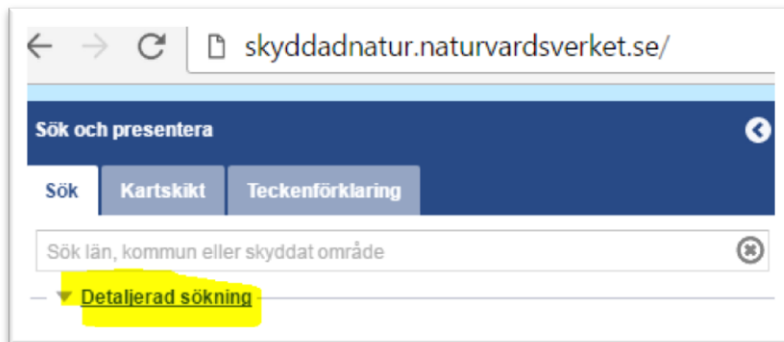 skyddadnatur.naturvardsverket.se/
Sök och presentera
Sök Kartskikt Teckenförklaring
Sök län, kommun eller skyddat område
Detaljerad sökning